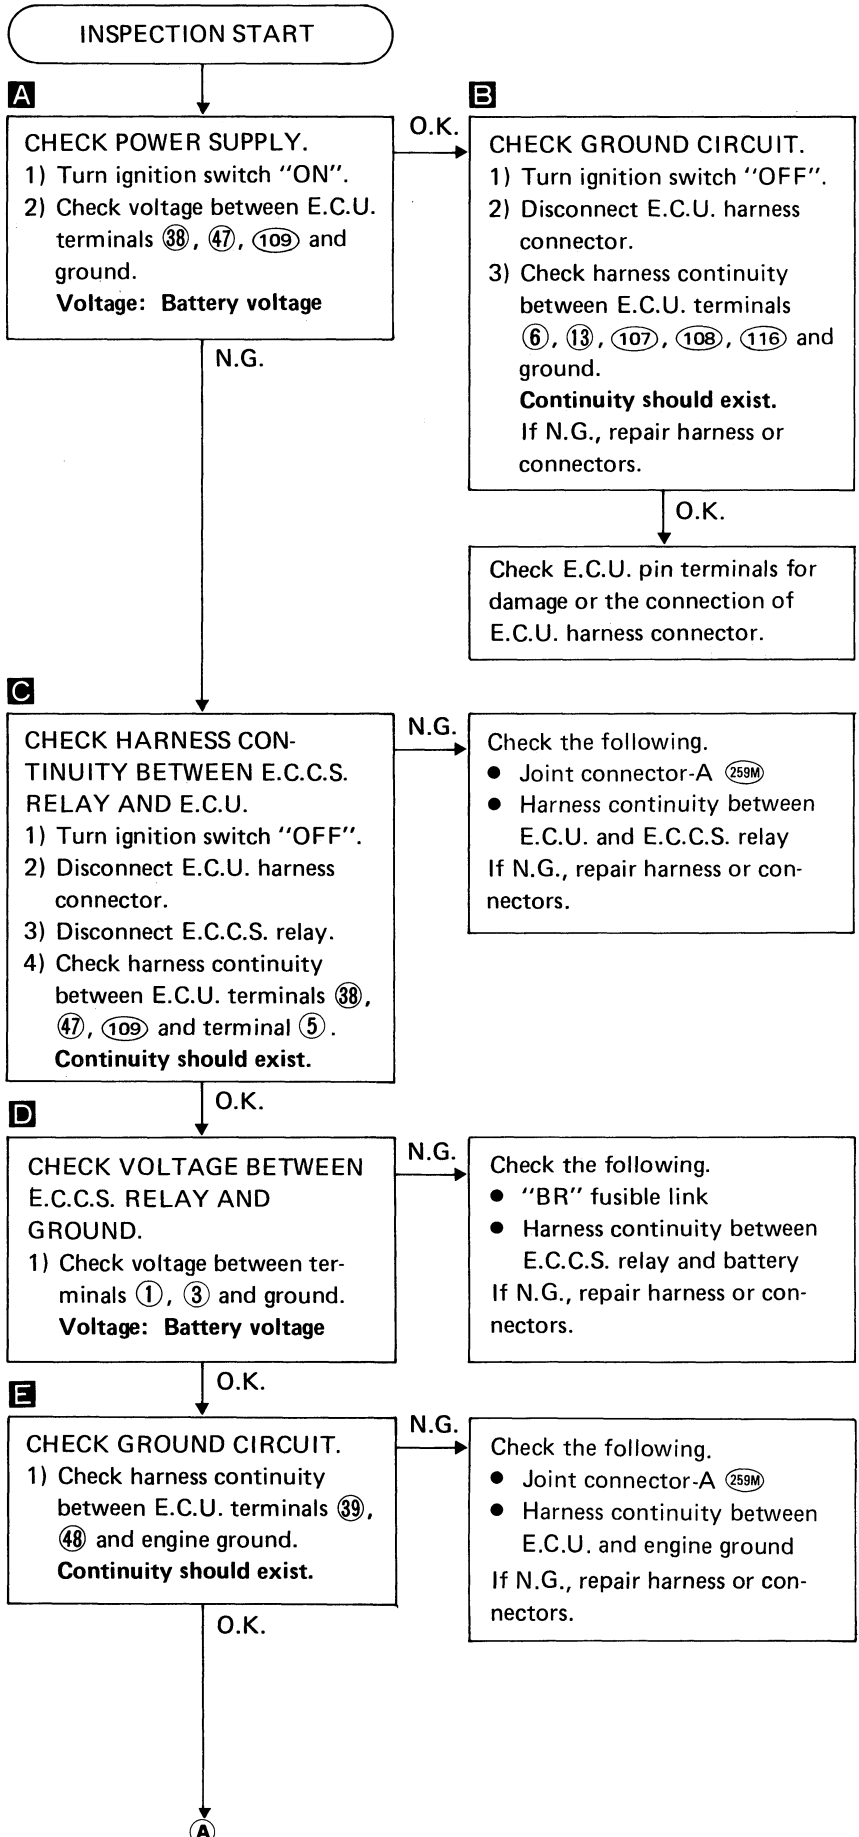 INSPECTION START
A
CHECK POWER SUPPLY.
1) Turn ignition switch "ON".
2) Check voltage between E.C.U.
terminals ㊳, ㊼, (109) and
ground.
Voltage: Battery voltage
O.K.
N.G.
B
CHECK GROUND CIRCUIT.
1) Turn ignition switch "OFF".
2) Disconnect E.C.U. harness
connector.
3) Check harness continuity
between E.C.U. terminals
⑥, ⑬, (107), (108), (116) and
ground.
Continuity should exist.
If N.G., repair harness or
connectors.
O.K.
Check E.C.U. pin terminals for
damage or the connection of
E.C.U. harness connector.
C
CHECK HARNESS CON-
TINUITY BETWEEN E.C.C.S.
RELAY AND E.C.U.
1) Turn ignition switch "OFF".
2) Disconnect E.C.U. harness
connector.
3) Disconnect E.C.C.S. relay.
4) Check harness continuity
between E.C.U. terminals ㊳,
㊼, (109) and terminal ⑤.
Continuity should exist.
N.G.
Check the following.
● Joint connector-A (259M)
● Harness continuity between
E.C.U. and E.C.C.S. relay
If N.G., repair harness or con-
nectors.
O.K.
D
CHECK VOLTAGE BETWEEN
E.C.C.S. RELAY AND
GROUND.
1) Check voltage between ter-
minals ①, ③ and ground.
Voltage: Battery voltage
N.G.
Check the following.
● "BR" fusible link
● Harness continuity between
E.C.C.S. relay and battery
If N.G., repair harness or con-
nectors.
O.K.
E
CHECK GROUND CIRCUIT.
1) Check harness continuity
between E.C.U. terminals ㊴,
㊽ and engine ground.
Continuity should exist.
N.G.
Check the following.
● Joint connector-A (259M)
● Harness continuity between
E.C.U. and engine ground
If N.G., repair harness or con-
nectors.
O.K.
Ⓐ